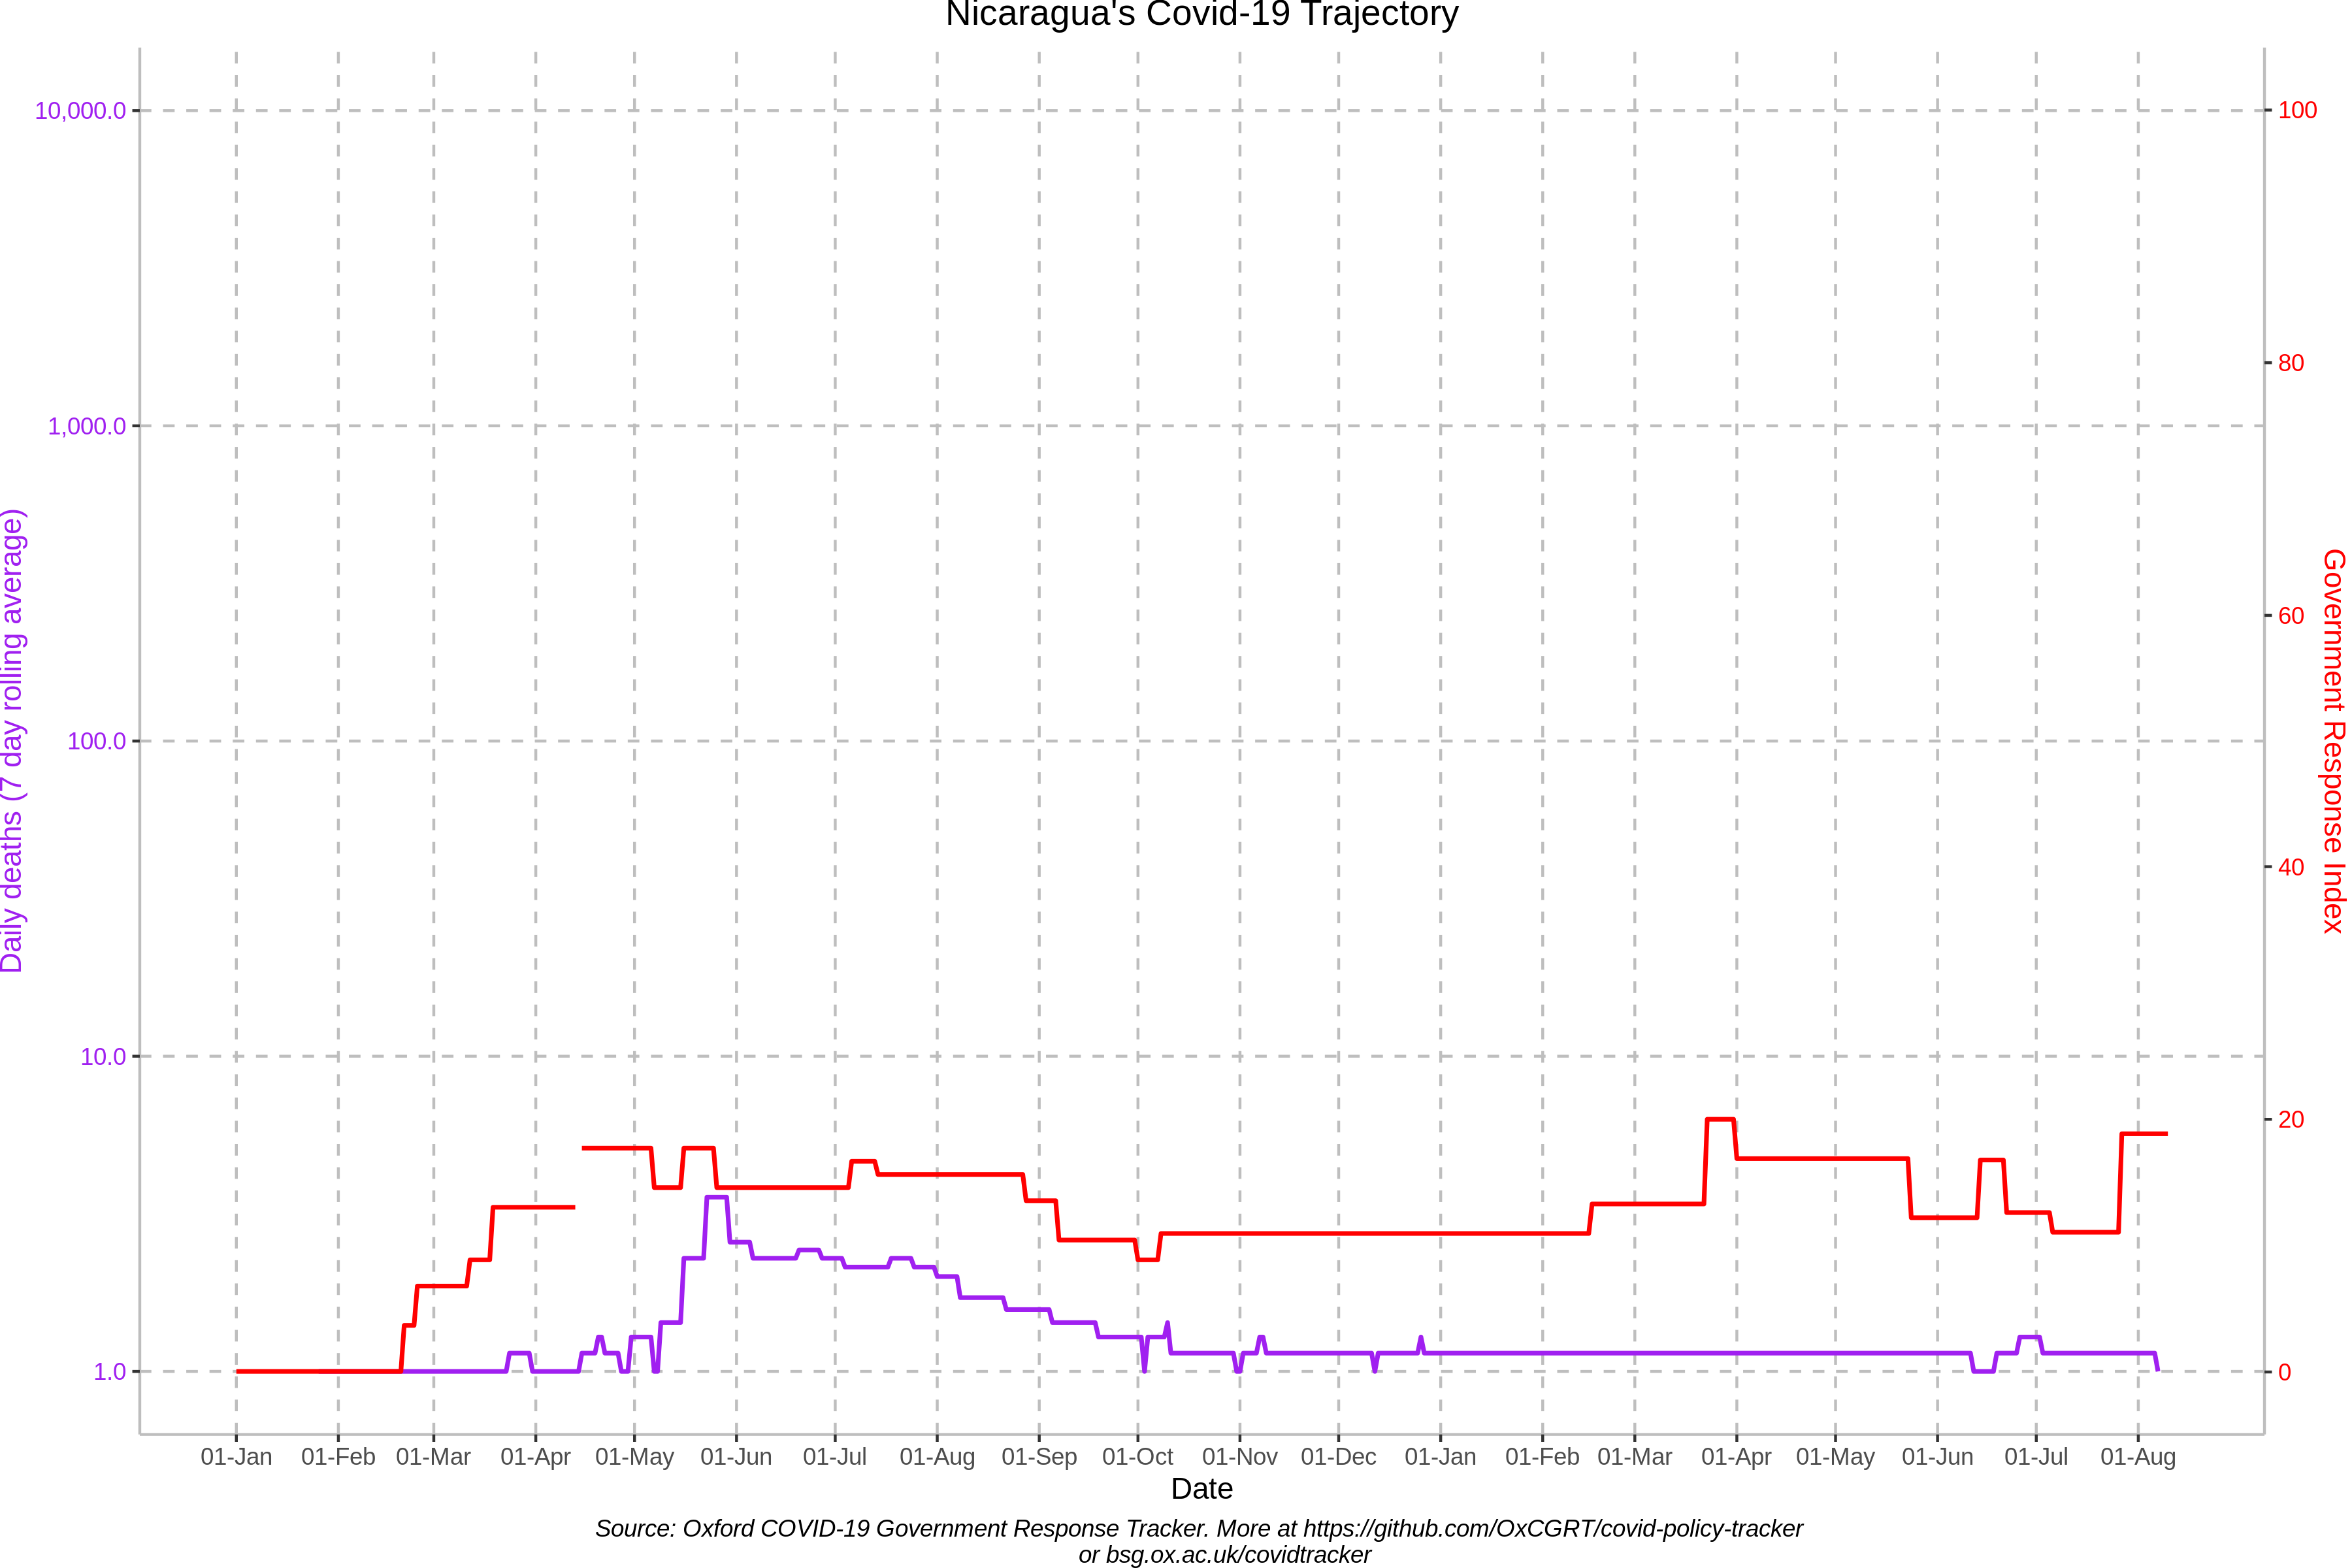 Nicaragua's Covid-19 Trajectory
10,000.0
1,000.0
100.0
10.0
1.0
Daily deaths (7 day rolling average)
100
80
60
40
20
0
Government Response Index
01-Jan 01-Feb 01-Mar 01-Apr 01-May 01-Jun 01-Jul 01-Aug 01-Sep 01-Oct 01-Nov 01-Dec 01-Jan 01-Feb 01-Mar 01-Apr 01-May 01-Jun 01-Jul 01-Aug
Date
Source: Oxford COVID-19 Government Response Tracker. More at https://github.com/OxCGRT/covid-policy-tracker
or bsg.ox.ac.uk/covidtracker